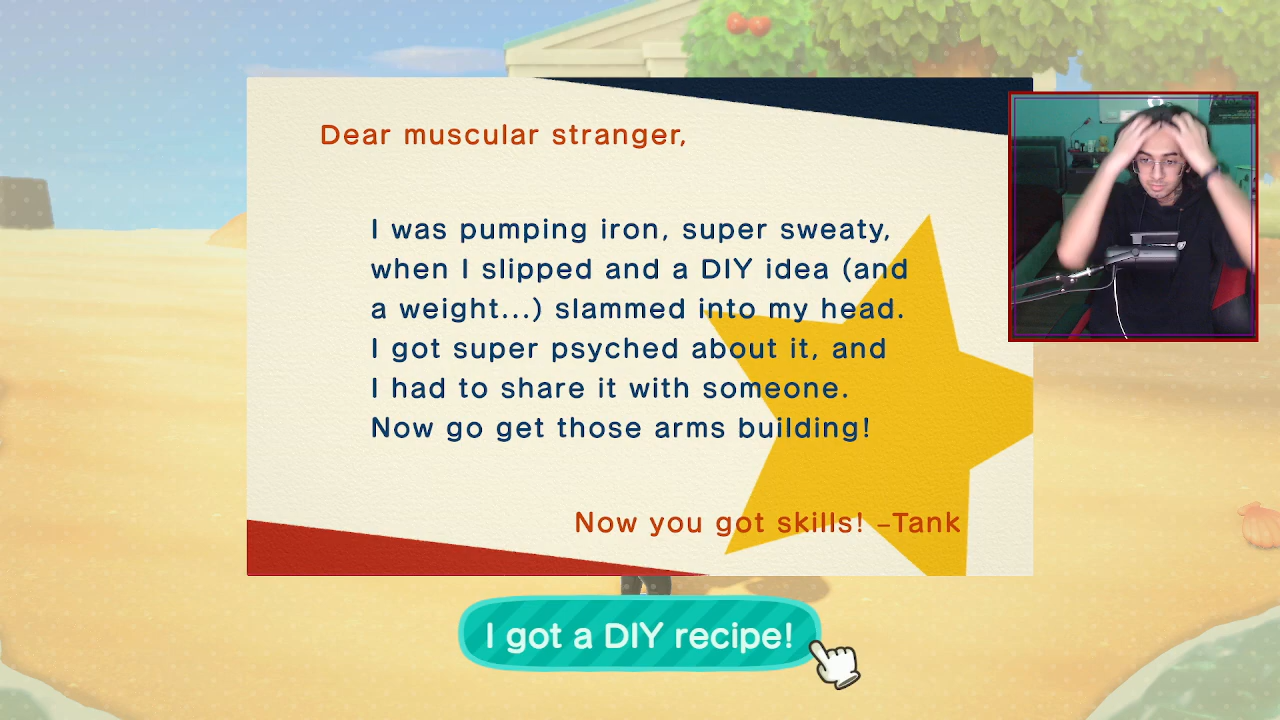 Dear muscular stranger,
I was pumping iron, super sweaty,
when I slipped and a DIY idea (and
a weight...) slammed into my head.
I got super psyched about it, and
I had to share it with someone.
Now go get those arms building!
Now you got skills! –Tank
I got a DIY recipe!